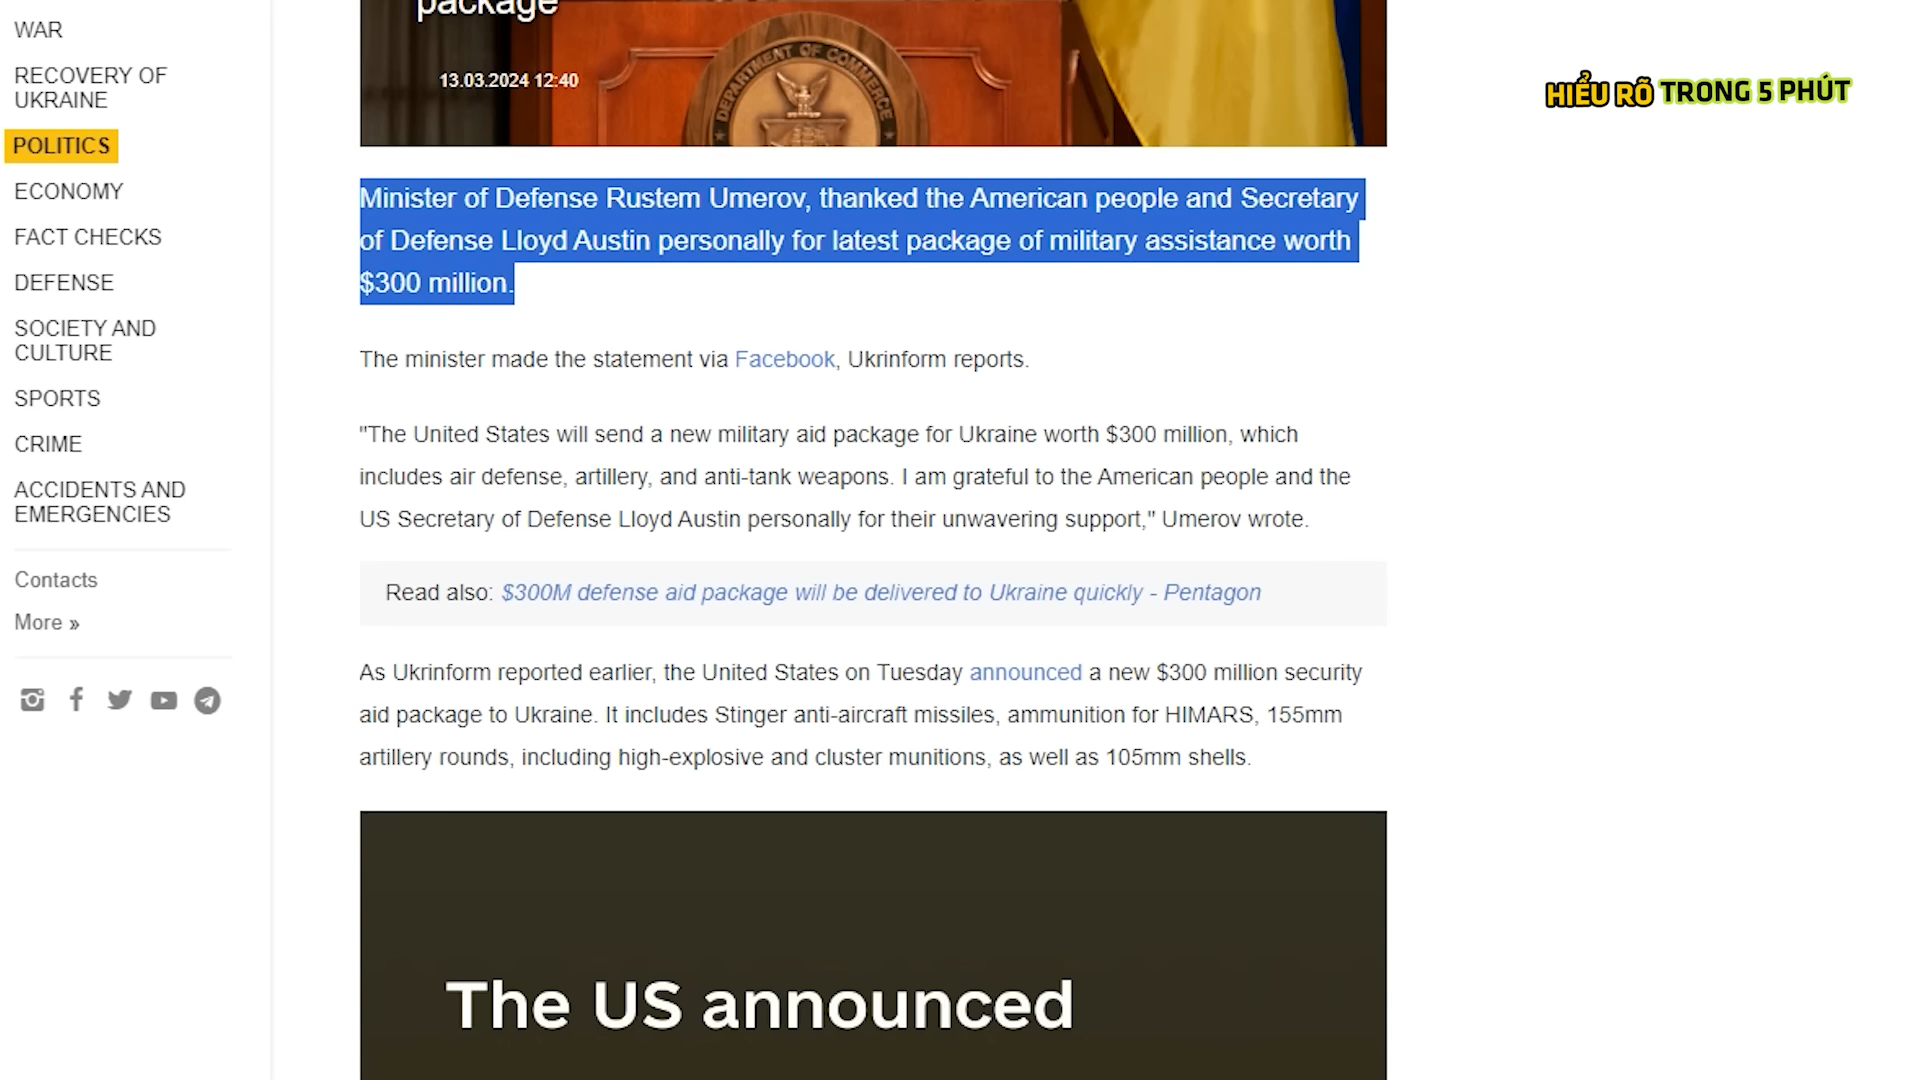 WAR
RECOVERY OF
UKRAINE
POLITICS
ECONOMY
FACT CHECKS
DEFENSE
SOCIETY AND
CULTURE
SPORTS
CRIME
ACCIDENTS AND
EMERGENCIES
Contacts
More »
package
13.03.2024 12:40
DEPARTMENT OF COMMERCE
HIỂU RÕ TRONG 5 PHÚT
Minister of Defense Rustem Umerov, thanked the American people and Secretary
of Defense Lloyd Austin personally for latest package of military assistance worth
$300 million.
The minister made the statement via Facebook, Ukrinform reports.
"The United States will send a new military aid package for Ukraine worth $300 million, which
includes air defense, artillery, and anti-tank weapons. I am grateful to the American people and the
US Secretary of Defense Lloyd Austin personally for their unwavering support," Umerov wrote.
Read also: $300M defense aid package will be delivered to Ukraine quickly - Pentagon
As Ukrinform reported earlier, the United States on Tuesday announced a new $300 million security
aid package to Ukraine. It includes Stinger anti-aircraft missiles, ammunition for HIMARS, 155mm
artillery rounds, including high-explosive and cluster munitions, as well as 105mm shells.
The US announced